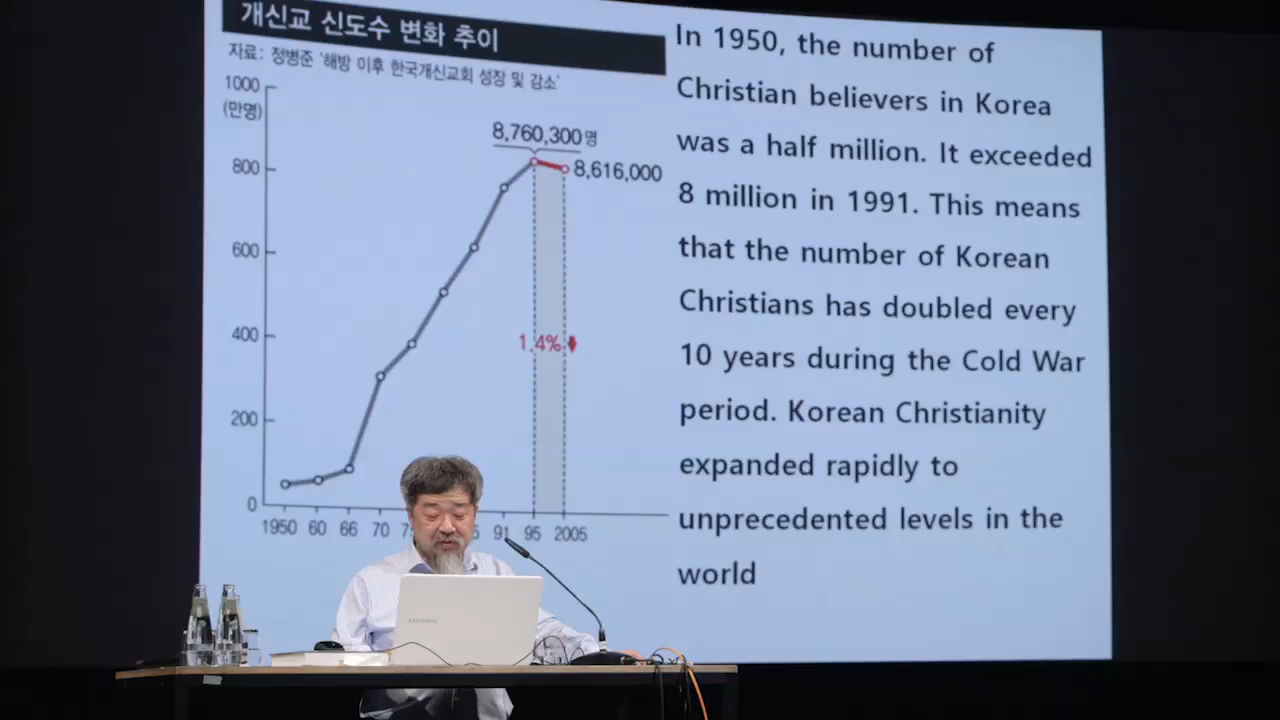 개신교 신도수 변화 추이
자료: 정병준 '해방 이후 한국개신교회 성장 및 감소'
1000
(만명)
800
600
400
200
0
8,760,300명
8,616,000
1.4%
1950 60 66 70 91 95 2005
In 1950, the number of
Christian believers in Korea
was a half million. It exceeded
8 million in 1991. This means
that the number of Korean
Christians has doubled every
10 years during the Cold War
period. Korean Christianity
expanded rapidly to
unprecedented levels in the
world
SAMSUNG